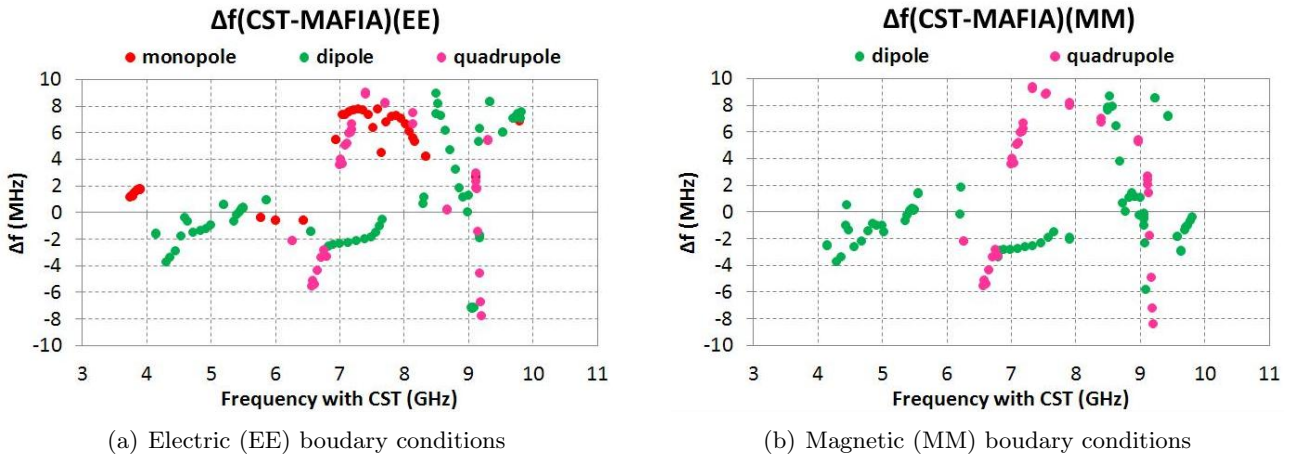 Δf(CST-MAFIA)(EE)
monopole dipole quadrupole
10
8
6
4
2
0
-2
-4
-6
-8
-10
Δf (MHz)
3 4 5 6 7 8 9 10 11
Frequency with CST (GHz)
(a) Electric (EE) boudary conditions
Δf(CST-MAFIA)(MM)
dipole quadrupole
10
8
6
4
2
0
-2
-4
-6
-8
-10
Δf (MHz)
3 4 5 6 7 8 9 10 11
Frequency with CST (GHz)
(b) Magnetic (MM) boudary conditions